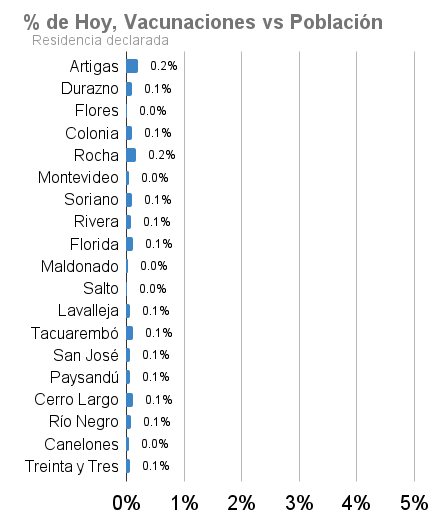 % de Hoy, Vacunaciones vs Población
Residencia declarada
Artigas 0.2%
Durazno 0.1%
Flores 0.0%
Colonia 0.1%
Rocha 0.2%
Montevideo 0.0%
Soriano 0.1%
Rivera 0.1%
Florida 0.1%
Maldonado 0.0%
Salto 0.0%
Lavalleja 0.1%
Tacuarembó 0.1%
San José 0.1%
Paysandú 0.1%
Cerro Largo 0.1%
Río Negro 0.1%
Canelones 0.0%
Treinta y Tres 0.1%
0% 1% 2% 3% 4% 5%